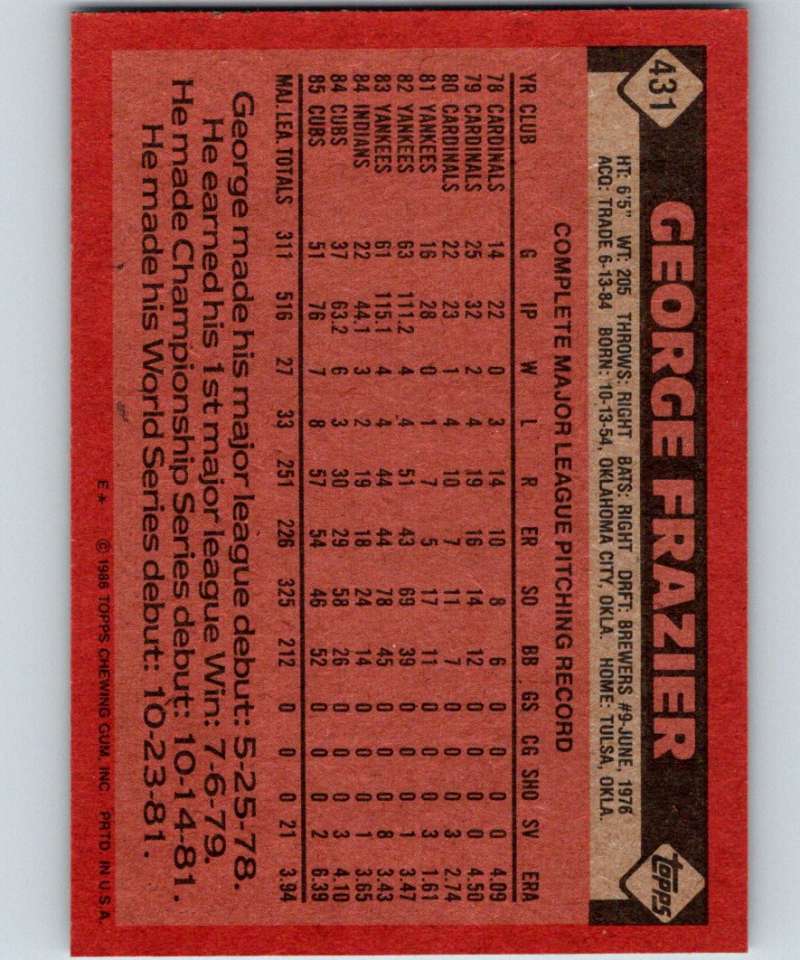 431 GEORGE FRAZIER topps
HT: 6'5" WT: 205 THROWS: RIGHT BATS: RIGHT DRFT: BREWERS #9-JUNE, 1976
ACQ: TRADE 6-13-84 BORN: 10-13-54, OKLAHOMA CITY, OKLA. HOME: TULSA, OKLA.
COMPLETE MAJOR LEAGUE PITCHING RECORD
YR CLUB G IP W L R ER SO BB GS CG SHO SV ERA
78 CARDINALS 14 22 0 3 14 10 8 6 0 0 0 0 4.09
79 CARDINALS 25 32 2 4 19 16 14 12 0 0 0 0 4.50
80 CARDINALS 22 23 1 4 10 7 11 7 0 0 0 3 2.74
81 YANKEES 16 28 0 1 7 5 17 11 0 0 0 3 1.61
82 YANKEES 63 111.2 4 4 51 43 69 39 0 0 0 1 3.47
83 YANKEES 61 115.1 4 4 44 44 78 45 0 0 0 8 3.43
84 INDIANS 22 44.1 3 2 19 18 24 14 0 0 0 1 3.65
84 CUBS 37 63.2 6 3 30 29 58 26 0 0 0 3 4.10
85 CUBS 51 76 7 8 57 54 46 52 0 0 0 2 6.39
MAJ. LEA. TOTALS 311 516 27 33 251 226 325 212 0 0 0 21 3.94
George made his major league debut: 5-25-78.
He earned his 1st major league Win: 7-6-79.
He made Championship Series debut: 10-14-81.
He made his World Series debut: 10-23-81.
E* © 1986 TOPPS CHEWING GUM, INC PRTD. IN U.S.A.